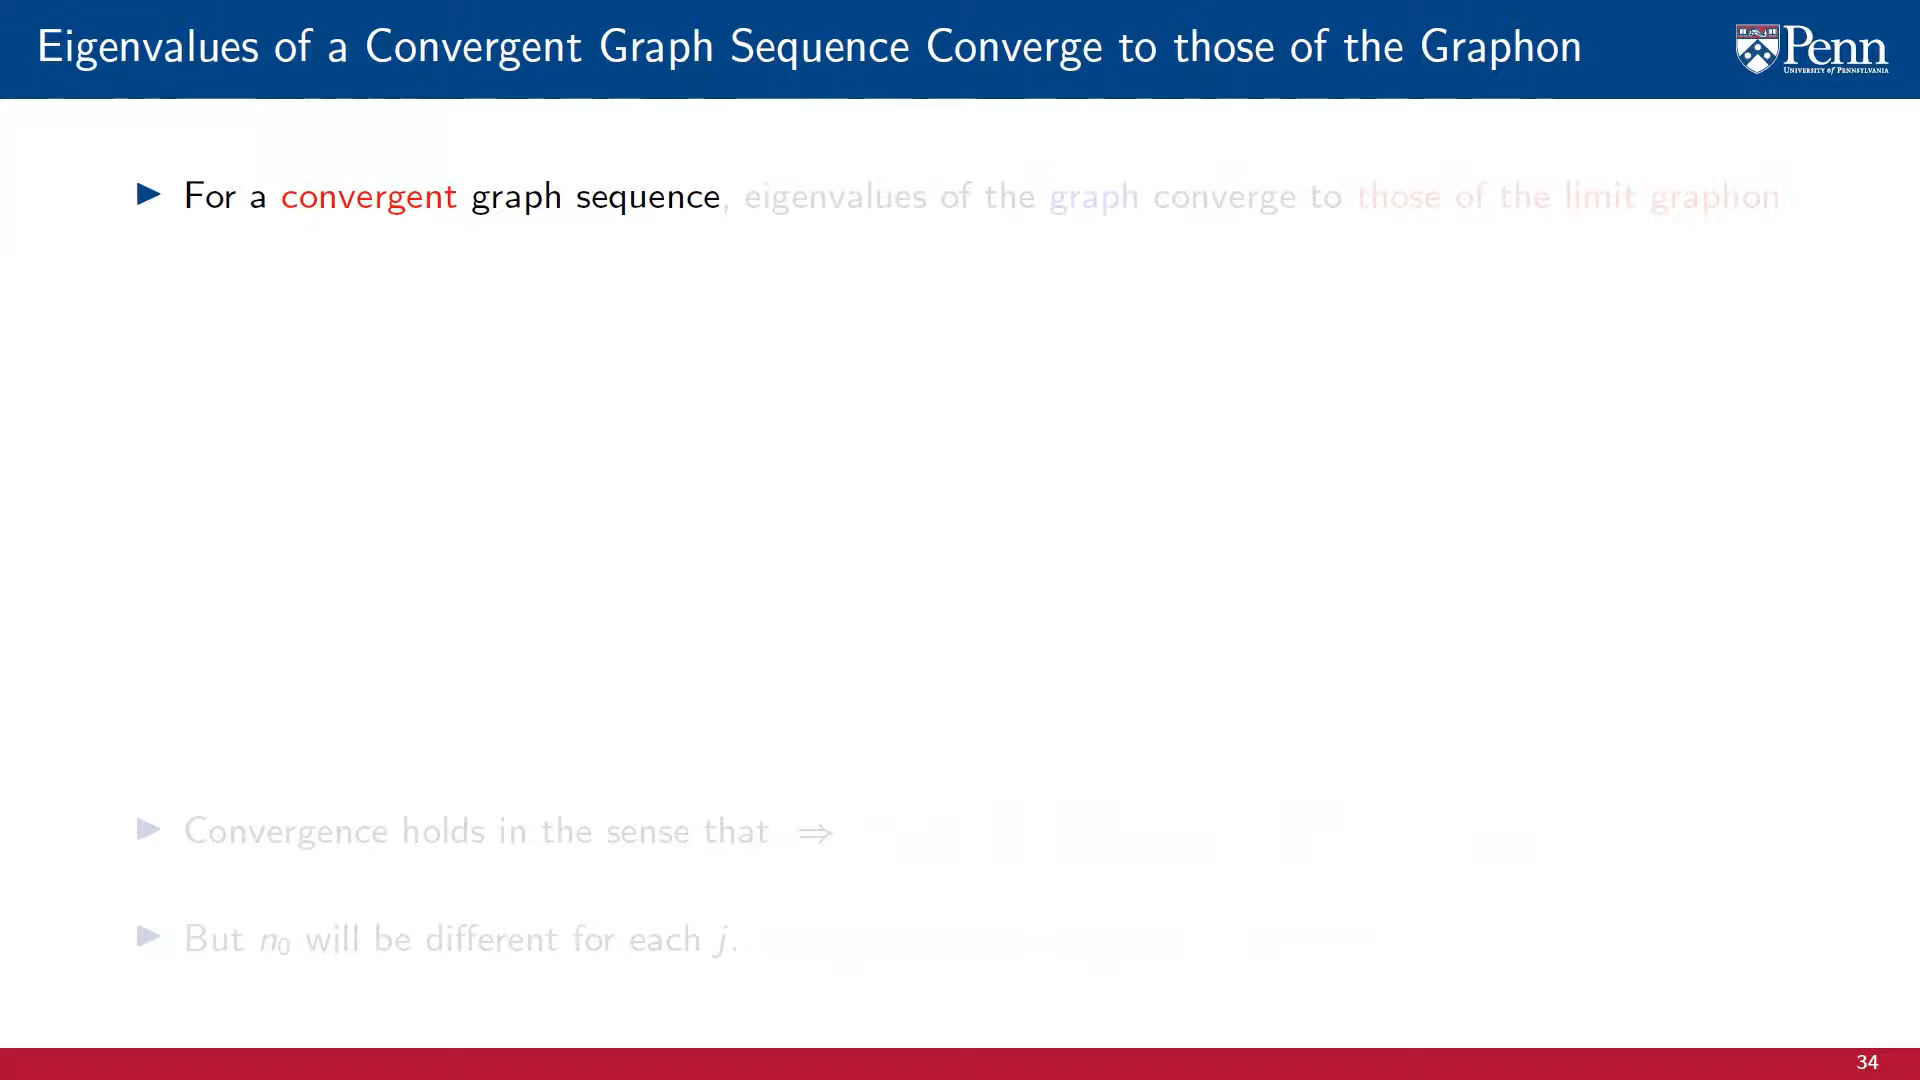 Eigenvalues of a Convergent Graph Sequence Converge to those of the Graphon
Penn
UNIVERSITY of PENNSYLVANIA
▶ For a convergent graph sequence, eigenvalues of the graph converge to those of the limit graphon
▶ Convergence holds in the sense that ⇒
▶ But n₀ will be different for each j.
34